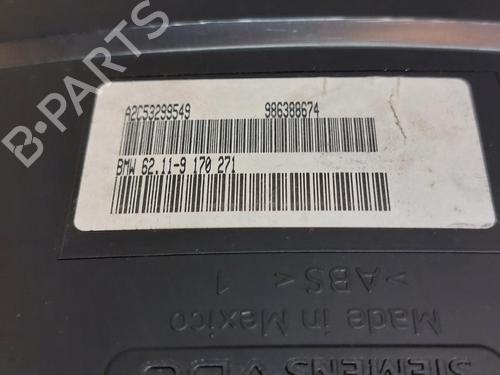 A2C53299549 986388674
BMW 62.11-9 170 271
>ABS< 1
Made in Mexico
SIEMENS VDO
B-PARTS